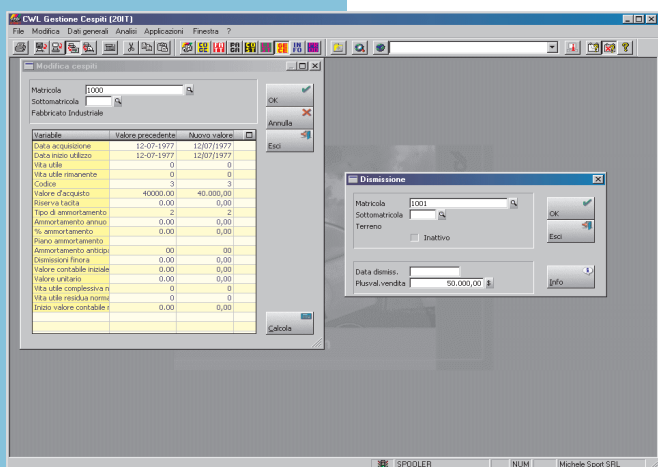 CWL Gestione Cespiti (20IT)
File Modifica Dati generali Analisi Applicazioni Finestra ?
Modifica cespiti
Matricola 1000
Sottomatricola
Fabbricato Industriale
OK
Annulla
Esci
Variabile Valore precedente Nuovo valore
Data acquisizione 12-07-1977 12/07/1977
Data inizio utilizzo 12-07-1977 12/07/1977
Vita utile 0 0
Vita utile rimanente 0 0
Codice 3 3
Valore d'acquisto 40000.00 40.000,00
Riserva tacita 0.00 0,00
Tipo di ammortamento 2 2
Ammortamento annuo 0.00 0,00
% ammortamento 0.00 0,00
Piano ammortamento
Ammortamento anticipa 00 00
Dismissioni finora 0.00 0,00
Valore contabile iniziale 0.00 0,00
Valore unitario 0.00 0,00
Vita utile complessiva n 0 0
Vita utile residua norma 0 0
Inizio valore contabile r 0.00 0,00
Calcola
Dismissione
Matricola 1001
Sottomatricola
Terreno
Inattivo
OK
Esci
Data dismiss.
Plusval.vendita 50.000,00 $
Info
SPOOLER NUM Michele Sport SRL